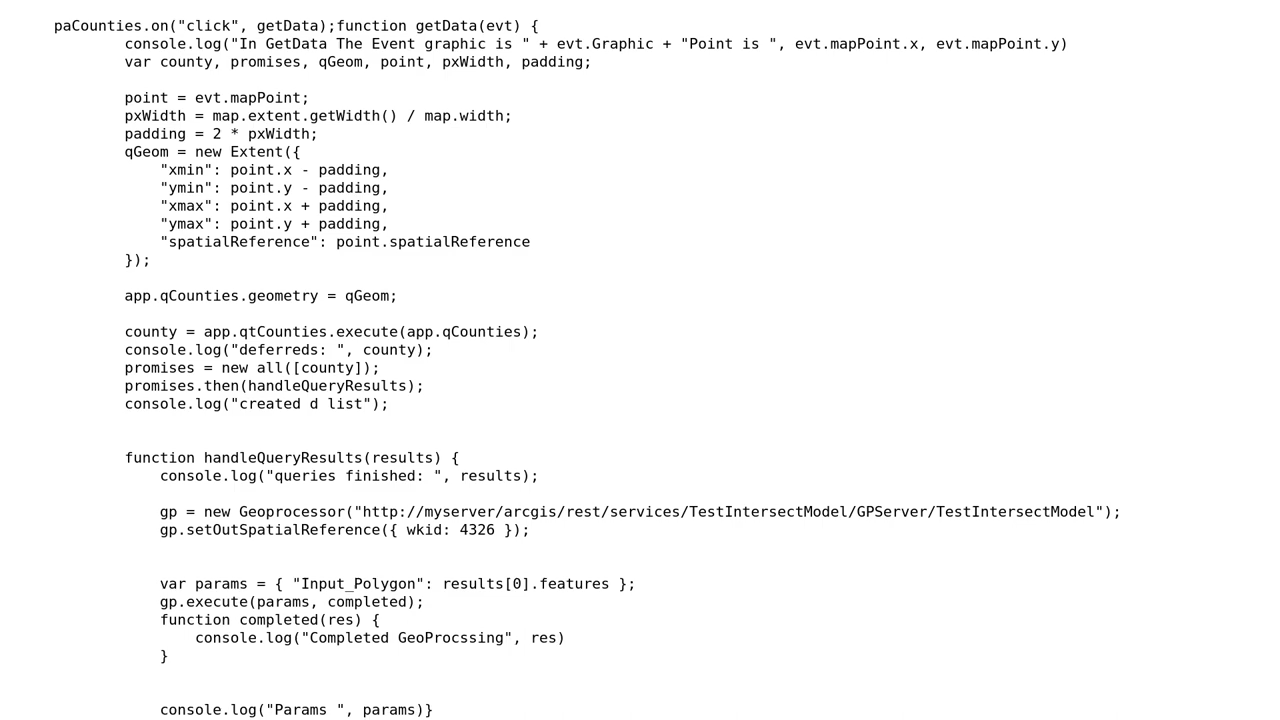 paCounties.on("click", getData);function getData(evt) {
console.log("In GetData The Event graphic is " + evt.Graphic + "Point is ", evt.mapPoint.x, evt.mapPoint.y)
var county, promises, qGeom, point, pxWidth, padding;
point = evt.mapPoint;
pxWidth = map.extent.getWidth() / map.width;
padding = 2 * pxWidth;
qGeom = new Extent({
"xmin": point.x - padding,
"ymin": point.y - padding,
"xmax": point.x + padding,
"ymax": point.y + padding,
"spatialReference": point.spatialReference
});
app.qCounties.geometry = qGeom;
county = app.qtCounties.execute(app.qCounties);
console.log("deferreds: ", county);
promises = new all([county]);
promises.then(handleQueryResults);
console.log("created d list");
function handleQueryResults(results) {
console.log("queries finished: ", results);
gp = new Geoprocessor("http://myserver/arcgis/rest/services/TestIntersectModel/GPServer/TestIntersectModel");
gp.setOutSpatialReference({ wkid: 4326 });
var params = { "Input_Polygon": results[0].features };
gp.execute(params, completed);
function completed(res) {
console.log("Completed GeoProcssing", res)
}
console.log("Params ", params)}